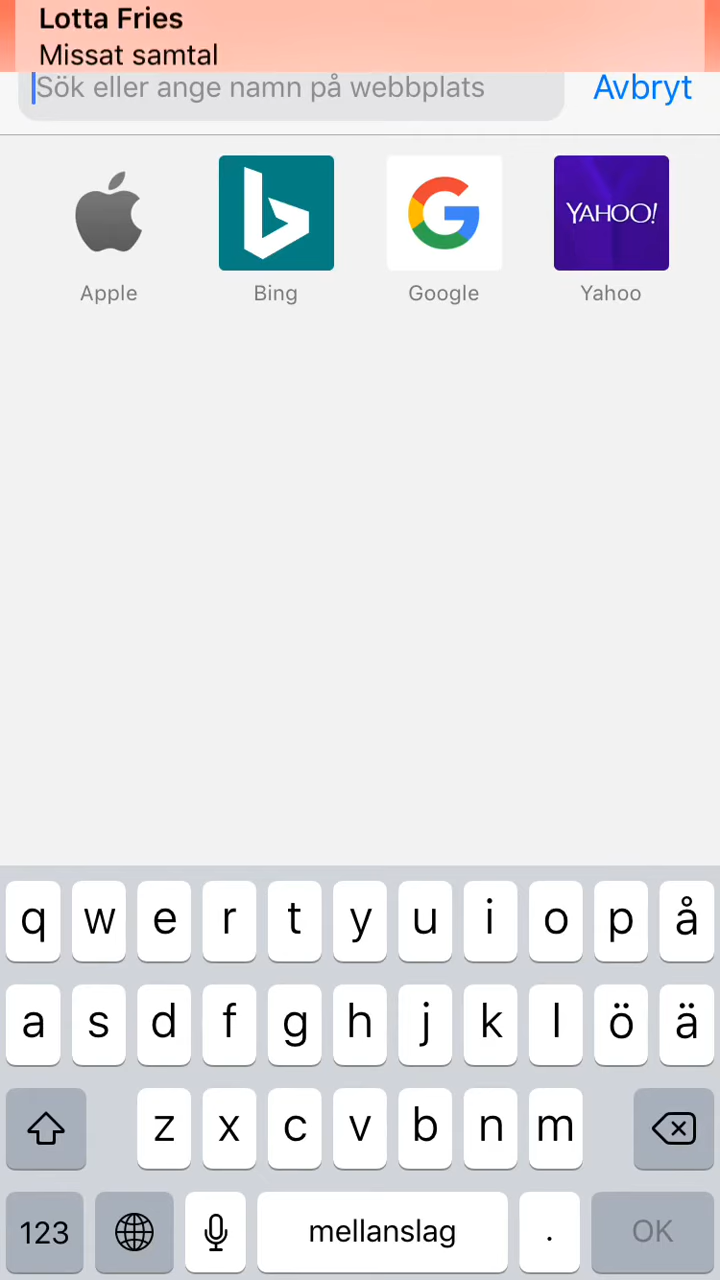 Lotta Fries
Missat samtal
Sök eller ange namn på webbplats Avbryt
YAHOO!
Apple Bing Google Yahoo
q w e r t y u i o p å
a s d f g h j k l ö ä
z x c v b n m
123 mellanslag . OK